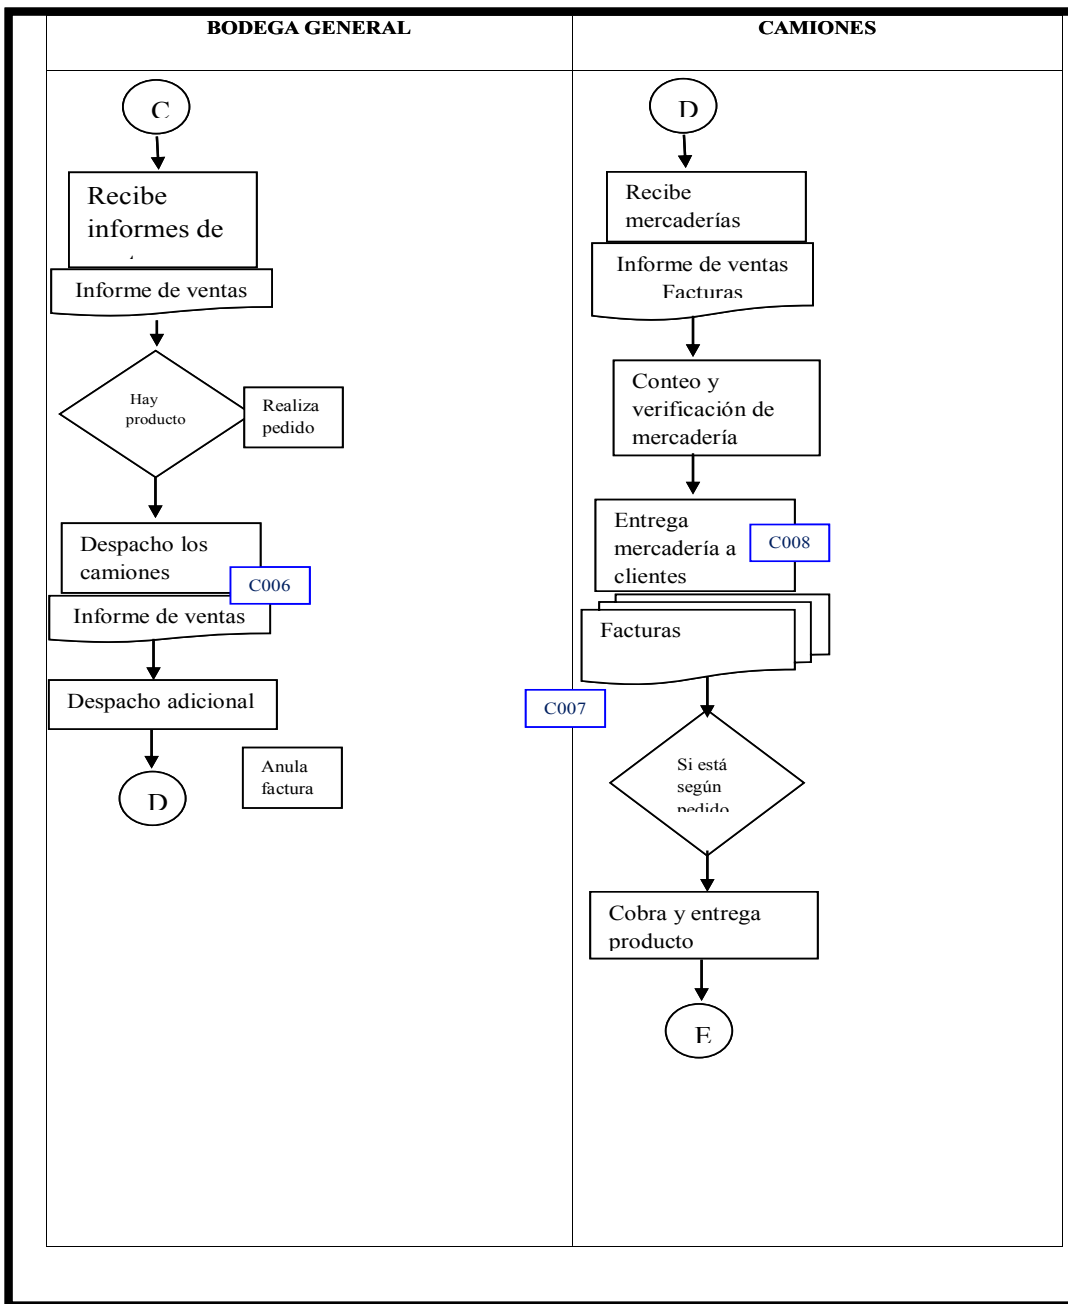 BODEGA GENERAL
CAMIONES
C
Recibe
informes de
Informe de ventas
Hay
producto
Realiza
pedido
Despacho los
camiones
C006
Informe de ventas
Despacho adicional
Anula
factura
D
D
Recibe
mercaderías
Informe de ventas
Facturas
Conteo y
verificación de
mercadería
Entrega
mercadería a
clientes
C008
Facturas
C007
Si está
según
pedido
Cobra y entrega
producto
E